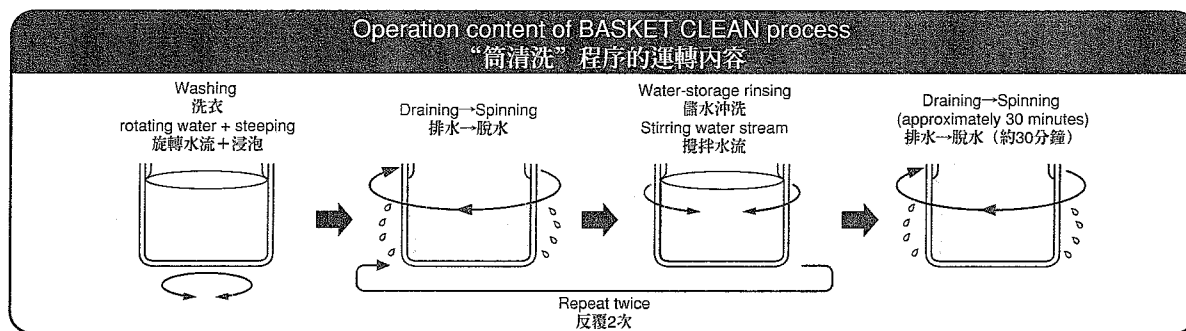 Operation content of BASKET CLEAN process
“筒清洗”程序的運轉內容
Washing
洗衣
rotating water + steeping
旋轉水流＋浸泡
Draining→Spinning
排水→脫水
Water-storage rinsing
儲水沖洗
Stirring water stream
攪拌水流
Draining→Spinning
(approximately 30 minutes)
排水→脫水（約30分鐘）
Repeat twice
反覆2次